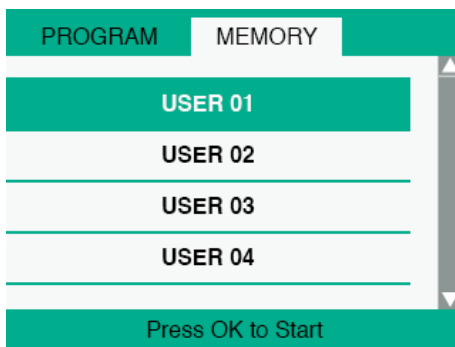 PROGRAM MEMORY
USER 01
USER 02
USER 03
USER 04
Press OK to Start